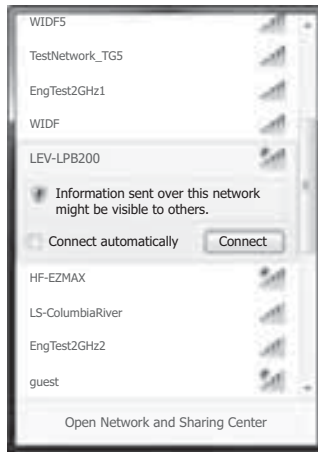 WIDF5
TestNetwork_TG5
EngTest2GHz1
WIDF
LEV-LPB200
Information sent over this network
might be visible to others.
Connect automatically
Connect
HF-EZMAX
LS-ColumbiaRiver
EngTest2GHz2
guest
Open Network and Sharing Center